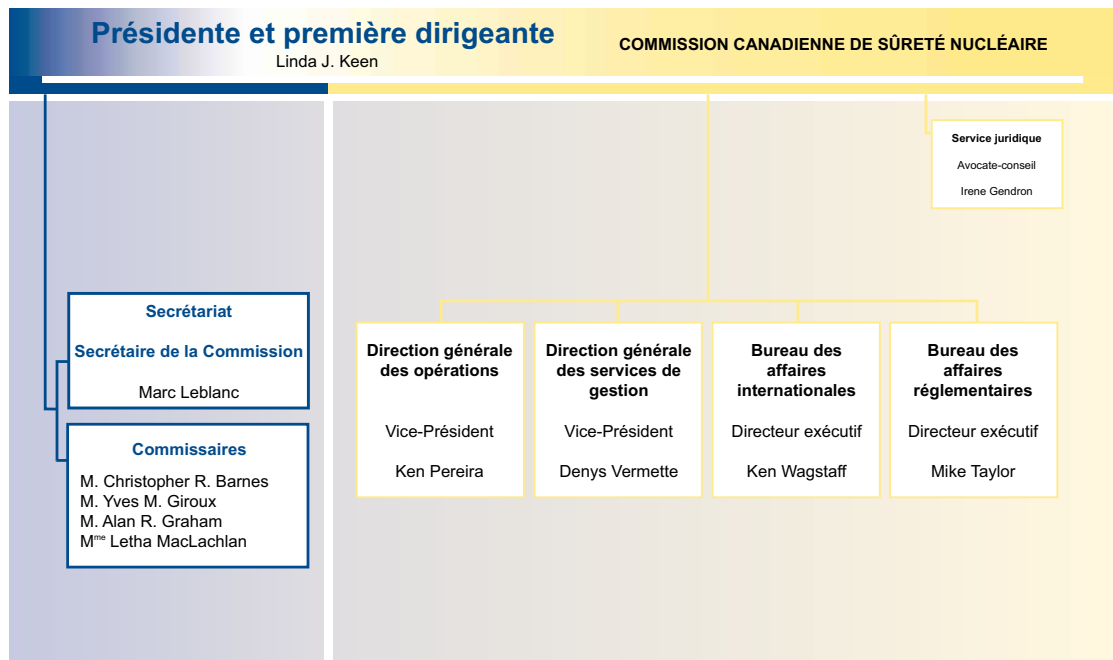 Présidente et première dirigeante
Linda J. Keen
COMMISSION CANADIENNE DE SÛRETÉ NUCLÉAIRE
Service juridique
Avocate-conseil
Irene Gendron
Secrétariat
Secrétaire de la Commission
Marc Leblanc
Commissaires
M. Christopher R. Barnes
M. Yves M. Giroux
M. Alan R. Graham
Mme Letha MacLachlan
Direction générale
des opérations
Vice-Président
Ken Pereira
Direction générale
des services de
gestion
Vice-Président
Denys Vermette
Bureau des
affaires
internationales
Directeur exécutif
Ken Wagstaff
Bureau des
affaires
réglementaires
Directeur exécutif
Mike Taylor